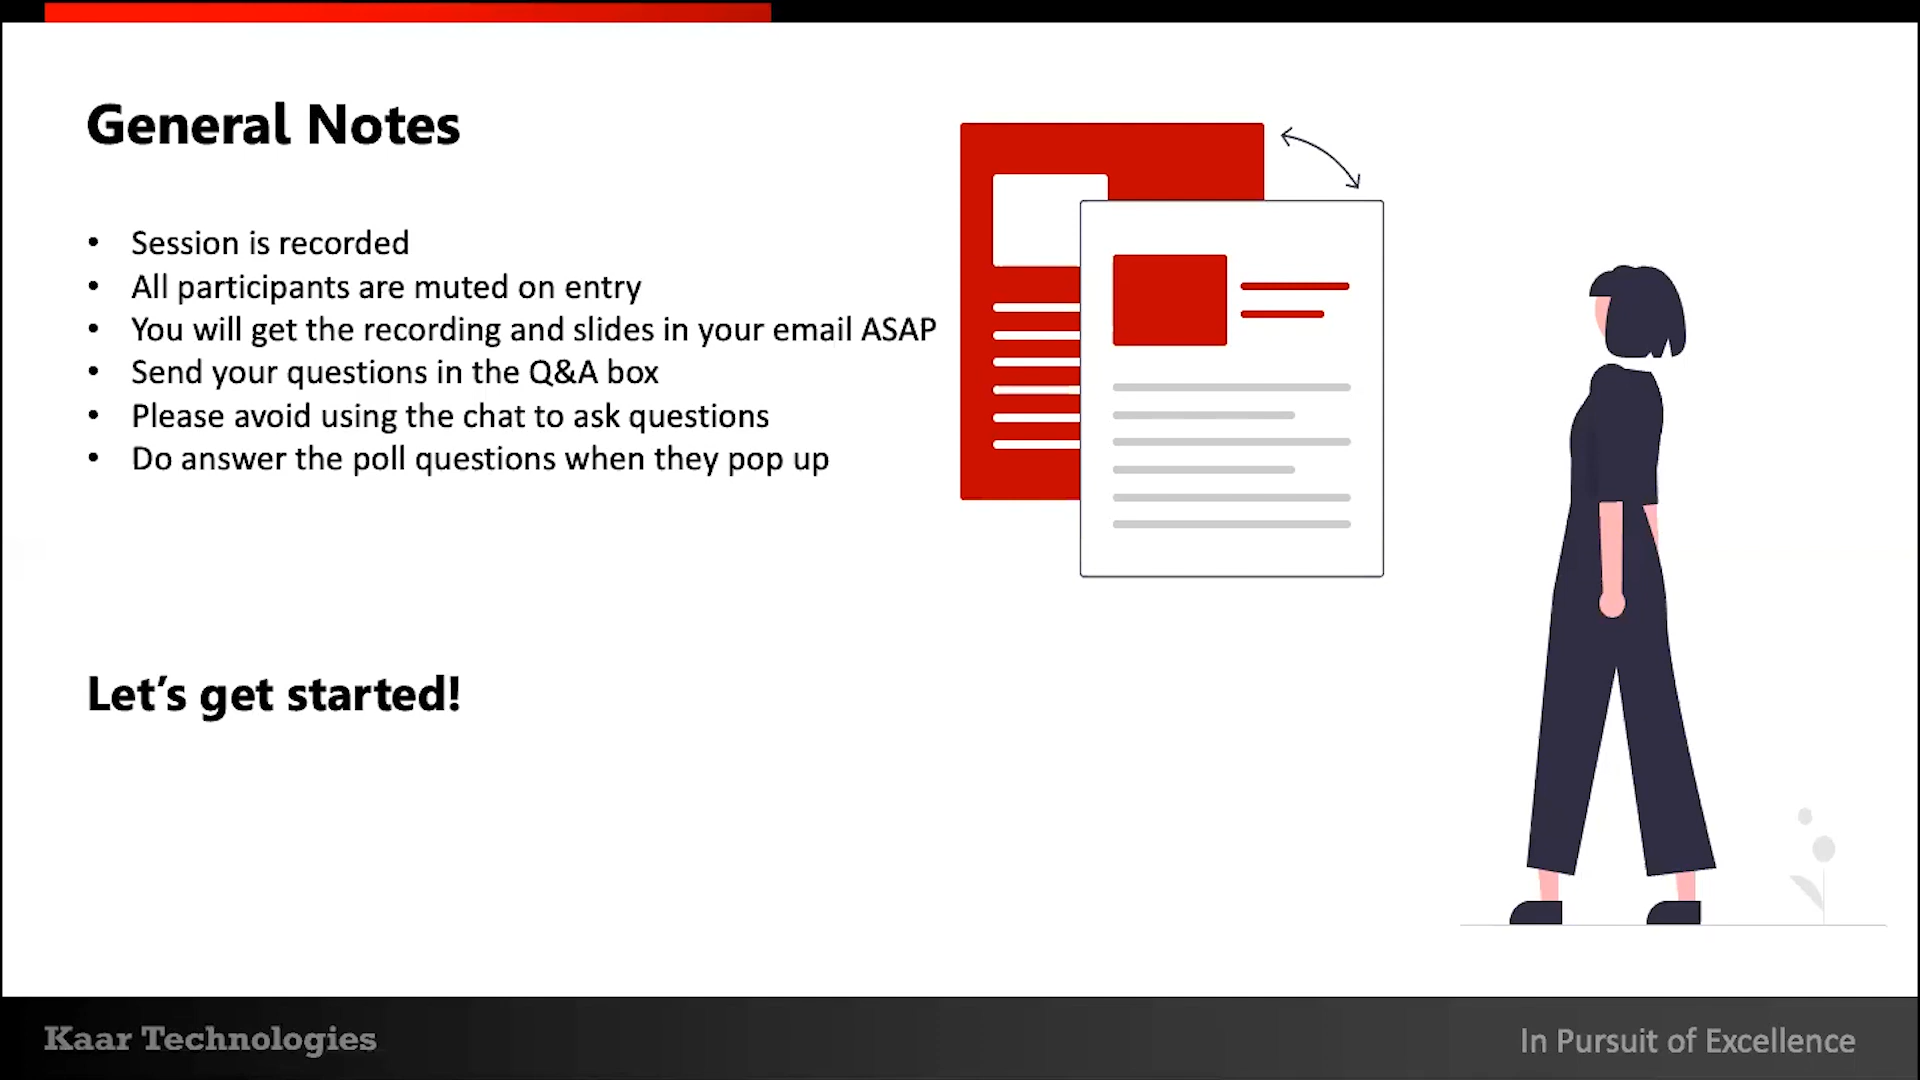 General Notes
• Session is recorded
• All participants are muted on entry
• You will get the recording and slides in your email ASAP
• Send your questions in the Q&A box
• Please avoid using the chat to ask questions
• Do answer the poll questions when they pop up
Let’s get started!
Kaar Technologies
In Pursuit of Excellence